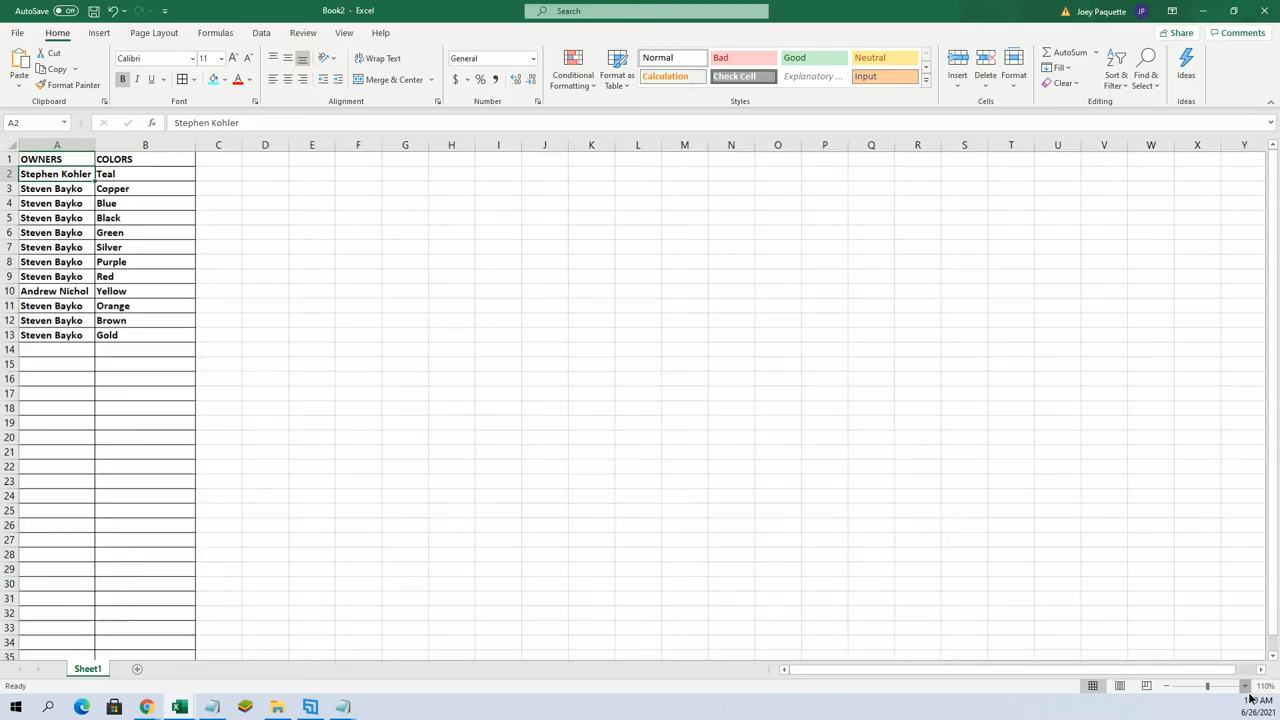 AutoSave Off Book2 - Excel Search Joey Paquette JP
File Home Insert Page Layout Formulas Data Review View Help Share Comments
Paste Cut Copy Format Painter Clipboard
Calibri 11 A A B I U A Font
Wrap Text Merge & Center Alignment
General $ % , Number
Conditional Formatting Format as Table
Normal Bad Good Neutral
Calculation Check Cell Explanatory ... Input
Styles
Insert Delete Format Cells
AutoSum Fill Clear Sort & Filter Find & Select Editing
Ideas Ideas
A2 fx Stephen Kohler
A B C D E F G H I J K L M N O P Q R S T U V W X Y
1 OWNERS COLORS
2 Stephen Kohler Teal
3 Steven Bayko Copper
4 Steven Bayko Blue
5 Steven Bayko Black
6 Steven Bayko Green
7 Steven Bayko Silver
8 Steven Bayko Purple
9 Steven Bayko Red
10 Andrew Nichol Yellow
11 Steven Bayko Orange
12 Steven Bayko Brown
13 Steven Bayko Gold
14
15
16
17
18
19
20
21
22
23
24
25
26
27
28
29
30
31
32
33
34
35
Sheet1
Ready 110%
AM
6/26/2021